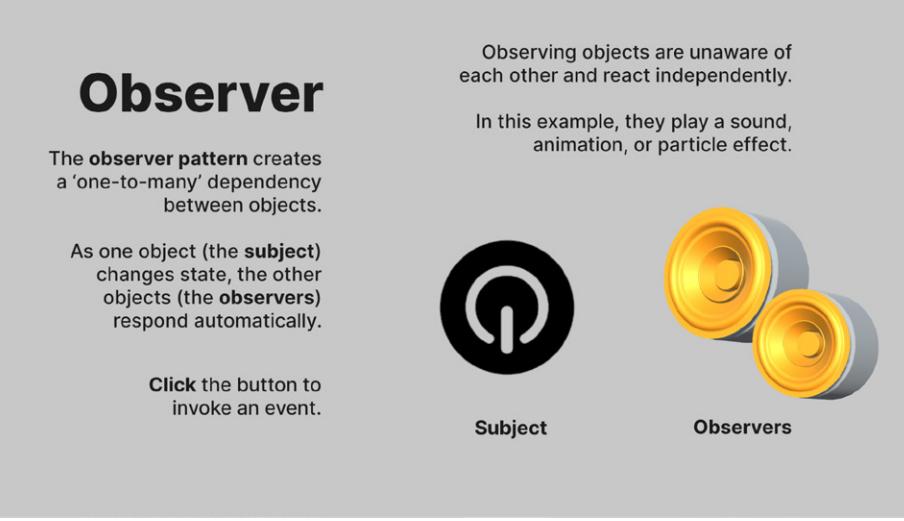 Observer
The observer pattern creates
a ‘one-to-many’ dependency
between objects.
As one object (the subject)
changes state, the other
objects (the observers)
respond automatically.
Click the button to
invoke an event.
Observing objects are unaware of
each other and react independently.
In this example, they play a sound,
animation, or particle effect.
Subject
Observers